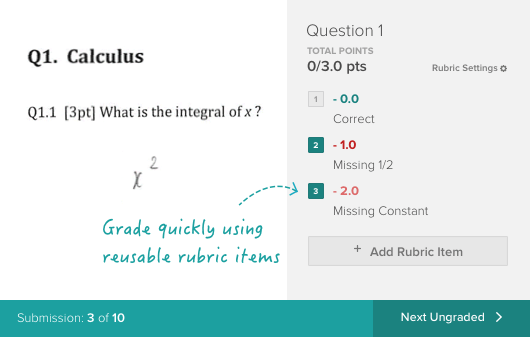 Q1. Calculus
Q1.1 [3pt] What is the integral of x ?
x 2
Grade quickly using
reusable rubric items
Question 1
TOTAL POINTS
0/3.0 pts
Rubric Settings
1 - 0.0
Correct
2 - 1.0
Missing 1/2
3 - 2.0
Missing Constant
+ Add Rubric Item
Submission: 3 of 10
Next Ungraded >